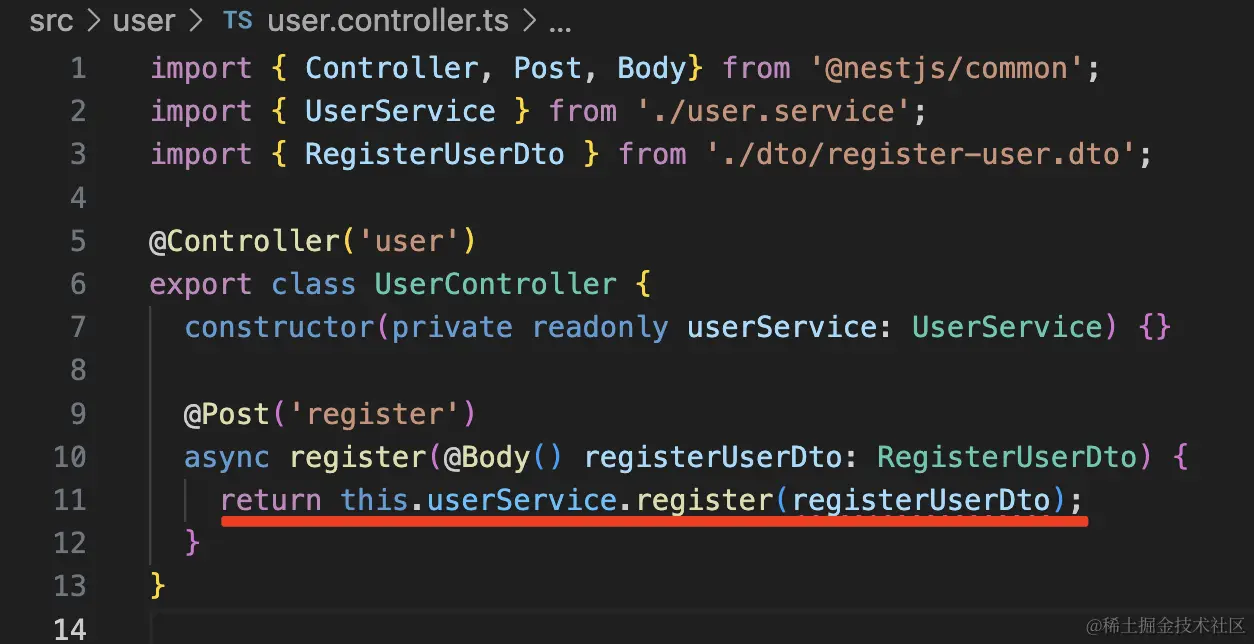 src > user > TS user.controller.ts > ...
1 import { Controller, Post, Body} from '@nestjs/common';
2 import { UserService } from './user.service';
3 import { RegisterUserDto } from './dto/register-user.dto';
4
5 @Controller('user')
6 export class UserController {
7 constructor(private readonly userService: UserService) {}
8
9 @Post('register')
10 async register(@Body() registerUserDto: RegisterUserDto) {
11 return this.userService.register(registerUserDto);
12 }
13 }
14
@稀土掘金技术社区